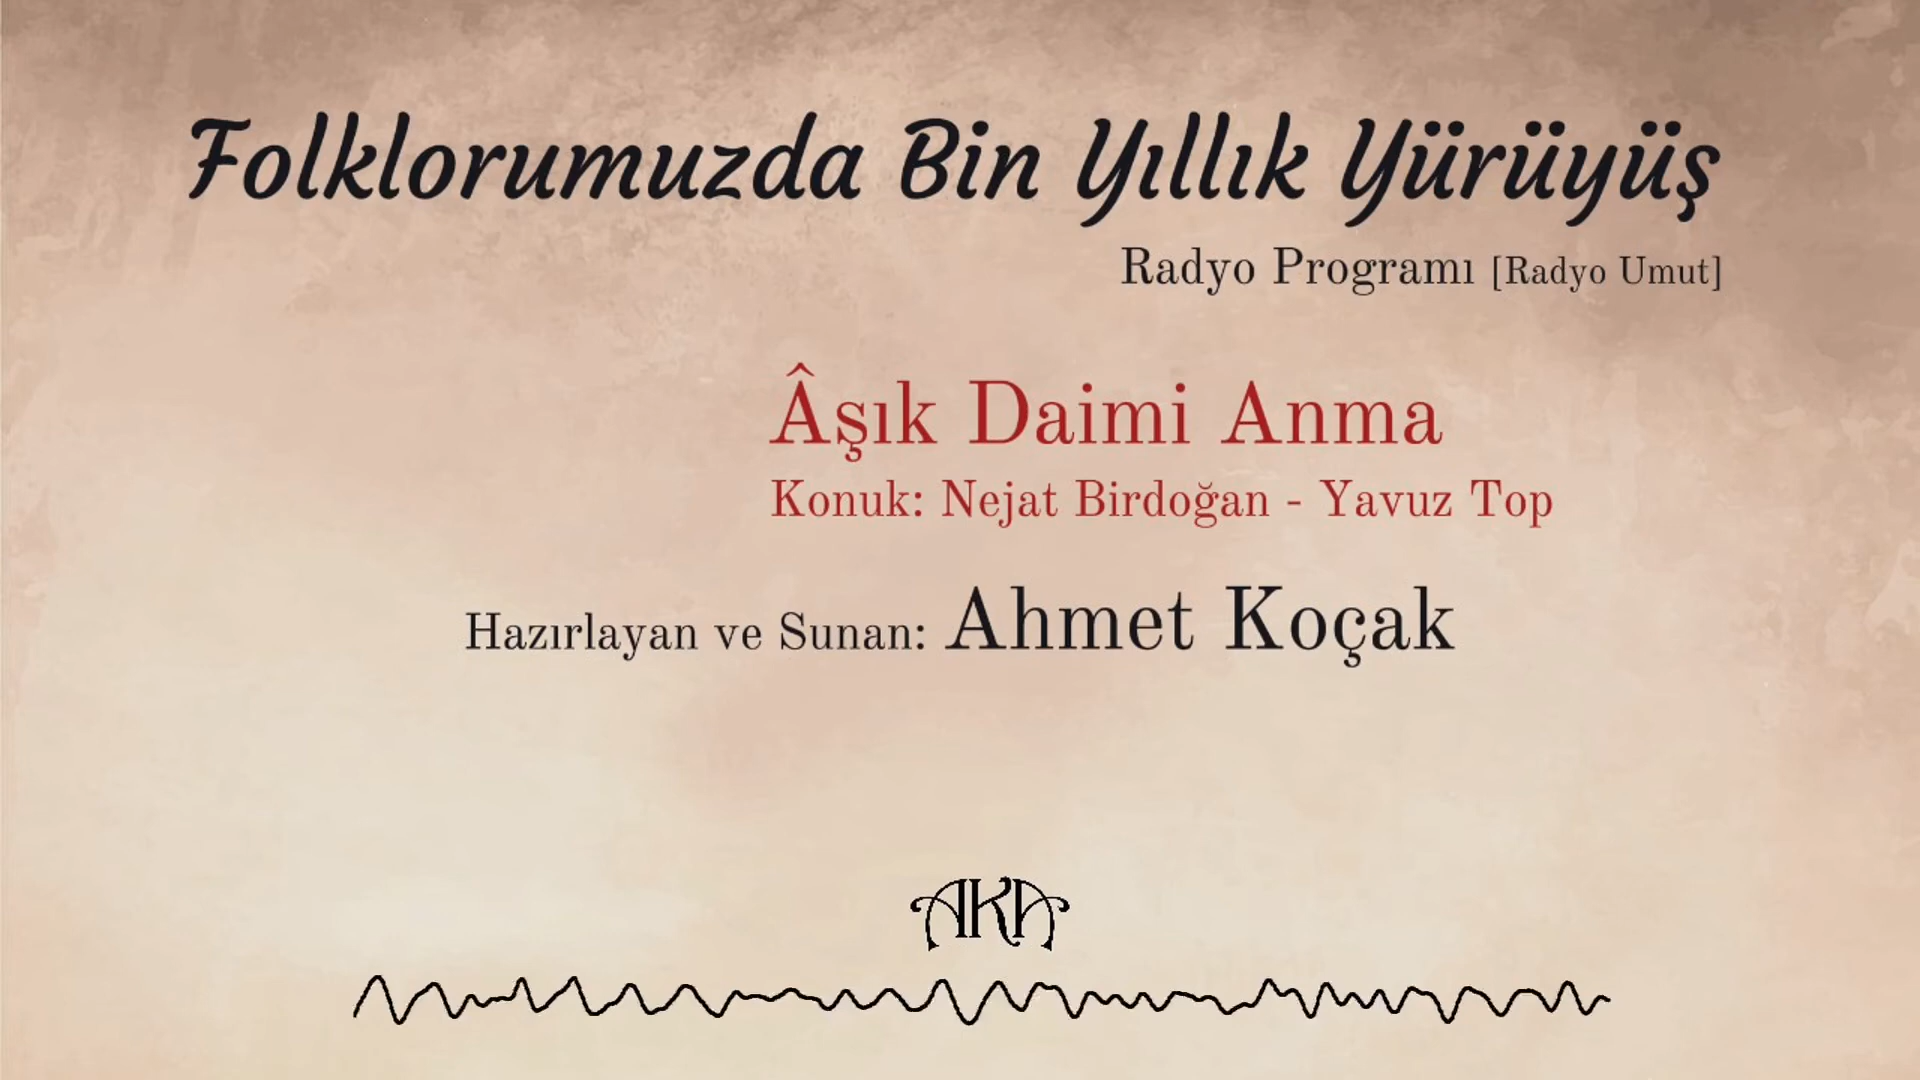 Folklorumuzda Bin Yıllık Yürüyüş
Radyo Programı [Radyo Umut]
Âşık Daimi Anma
Konuk: Nejat Birdoğan - Yavuz Top
Hazırlayan ve Sunan: Ahmet Koçak
AKA